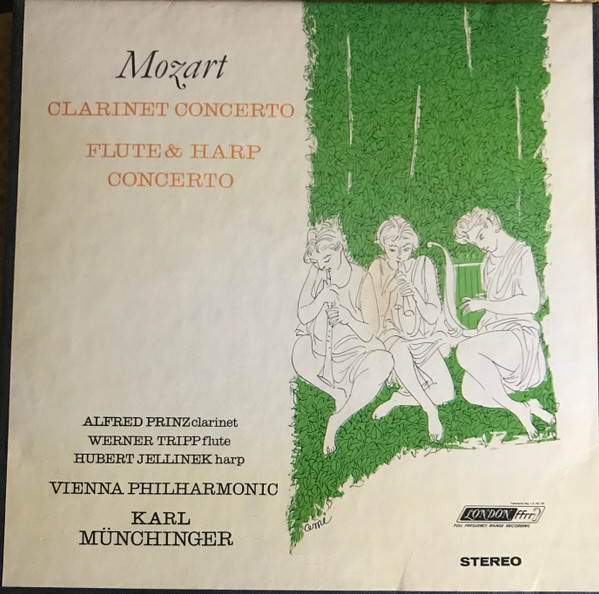 Mozart
CLARINET CONCERTO
FLUTE & HARP
CONCERTO
ALFRED PRINZ clarinet
WERNER TRIPP flute
HUBERT JELLINEK harp
VIENNA PHILHARMONIC
KARL
MÜNCHINGER
LONDON ffrr
FULL FREQUENCY RANGE RECORDING
STEREO